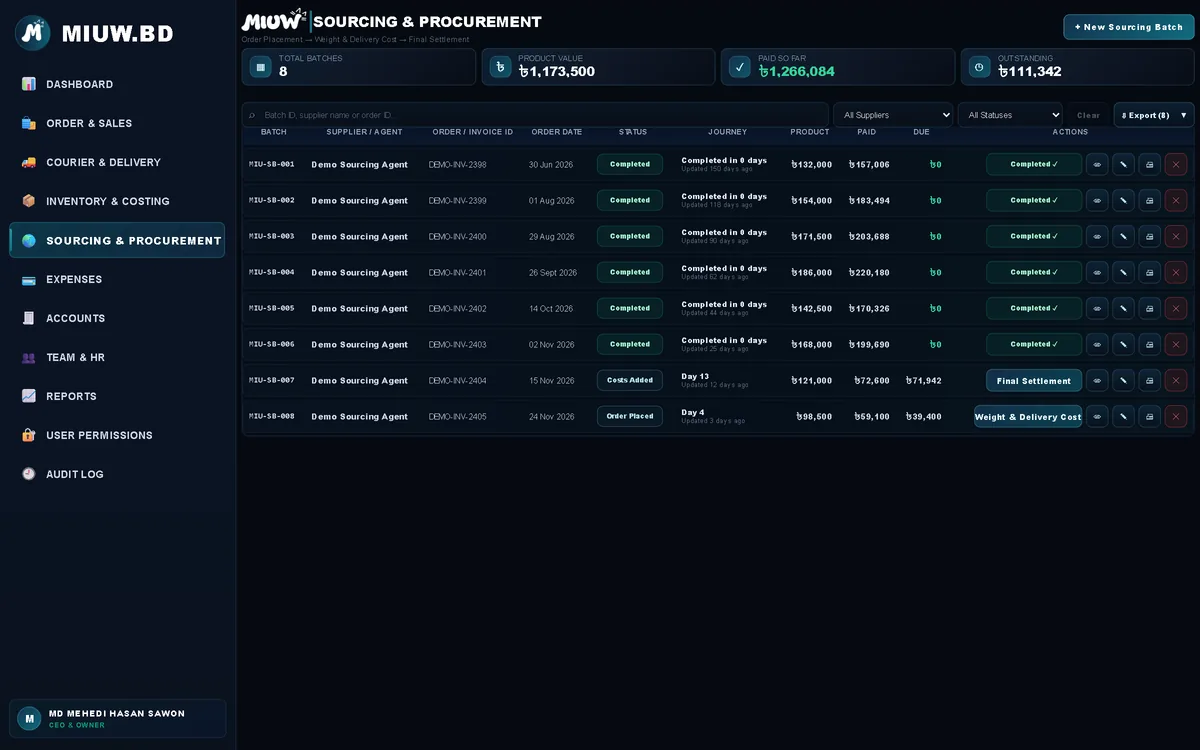 MIUW.BD
DASHBOARD
ORDER & SALES
COURIER & DELIVERY
INVENTORY & COSTING
SOURCING & PROCUREMENT
EXPENSES
ACCOUNTS
TEAM & HR
REPORTS
USER PERMISSIONS
AUDIT LOG
M
MD MEHEDI HASAN SAWON
CEO & OWNER
MIUW SOURCING & PROCUREMENT
Order Placement → Weight & Delivery Cost → Final Settlement
+ New Sourcing Batch
TOTAL BATCHES
8
৳ PRODUCT VALUE
৳1,173,500
✓ PAID SO FAR
৳1,266,084
OUTSTANDING
৳111,342
Batch ID, supplier name or order ID..
All Suppliers
All Statuses
Clear
Export (8) ▼
BATCH SUPPLIER / AGENT ORDER / INVOICE ID ORDER DATE STATUS JOURNEY PRODUCT PAID DUE ACTIONS
MIU-SB-001 Demo Sourcing Agent DEMO-INV-2398 30 Jun 2026 Completed Completed in 0 days ৳132,000 ৳157,006 ৳0 Completed ✓
Updated 150 days ago
MIU-SB-002 Demo Sourcing Agent DEMO-INV-2399 01 Aug 2026 Completed Completed in 0 days ৳154,000 ৳183,494 ৳0 Completed ✓
Updated 118 days ago
MIU-SB-003 Demo Sourcing Agent DEMO-INV-2400 29 Aug 2026 Completed Completed in 0 days ৳171,500 ৳203,688 ৳0 Completed ✓
Updated 90 days ago
MIU-SB-004 Demo Sourcing Agent DEMO-INV-2401 26 Sept 2026 Completed Completed in 0 days ৳186,000 ৳220,180 ৳0 Completed ✓
Updated 62 days ago
MIU-SB-005 Demo Sourcing Agent DEMO-INV-2402 14 Oct 2026 Completed Completed in 0 days ৳142,500 ৳170,326 ৳0 Completed ✓
Updated 44 days ago
MIU-SB-006 Demo Sourcing Agent DEMO-INV-2403 02 Nov 2026 Completed Completed in 0 days ৳168,000 ৳199,690 ৳0 Completed ✓
Updated 25 days ago
MIU-SB-007 Demo Sourcing Agent DEMO-INV-2404 15 Nov 2026 Costs Added Day 13 ৳121,000 ৳72,600 ৳71,942 Final Settlement
Updated 12 days ago
MIU-SB-008 Demo Sourcing Agent DEMO-INV-2405 24 Nov 2026 Order Placed Day 4 ৳98,500 ৳59,100 ৳39,400 Weight & Delivery Cost
Updated 3 days ago